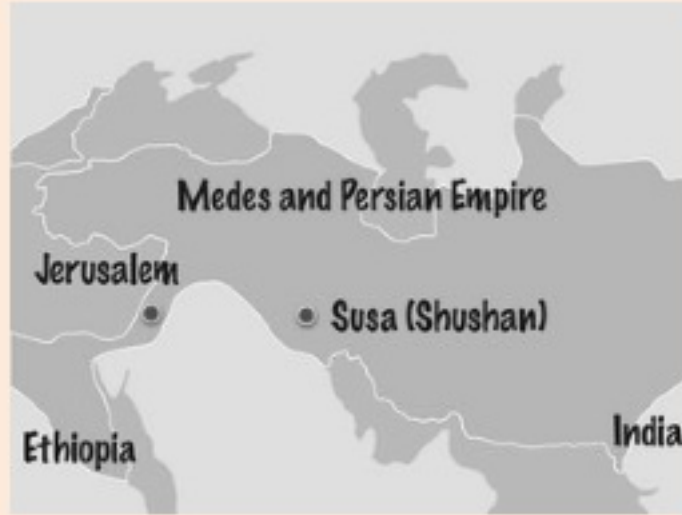 Medes and Persian Empire
Jerusalem
Susa (Shushan)
Ethiopia
India